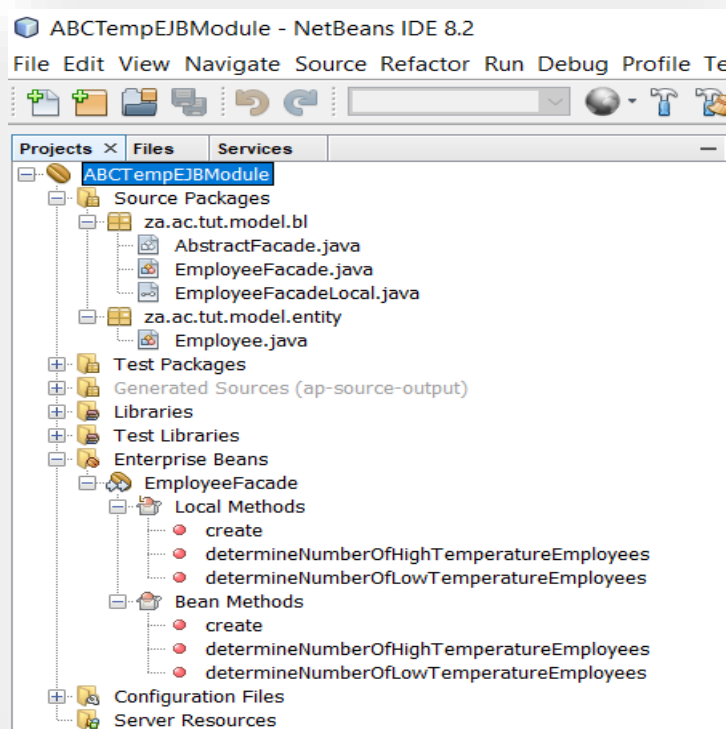 ABCTempEJBModule - NetBeans IDE 8.2
File Edit View Navigate Source Refactor Run Debug Profile Te
Projects Files Services
ABCTempEJBModule
Source Packages
za.ac.tut.model.bl
AbstractFacade.java
EmployeeFacade.java
EmployeeFacadeLocal.java
za.ac.tut.model.entity
Employee.java
Test Packages
Generated Sources (ap-source-output)
Libraries
Test Libraries
Enterprise Beans
EmployeeFacade
Local Methods
create
determineNumberOfHighTemperatureEmployees
determineNumberOfLowTemperatureEmployees
Bean Methods
create
determineNumberOfHighTemperatureEmployees
determineNumberOfLowTemperatureEmployees
Configuration Files
Server Resources